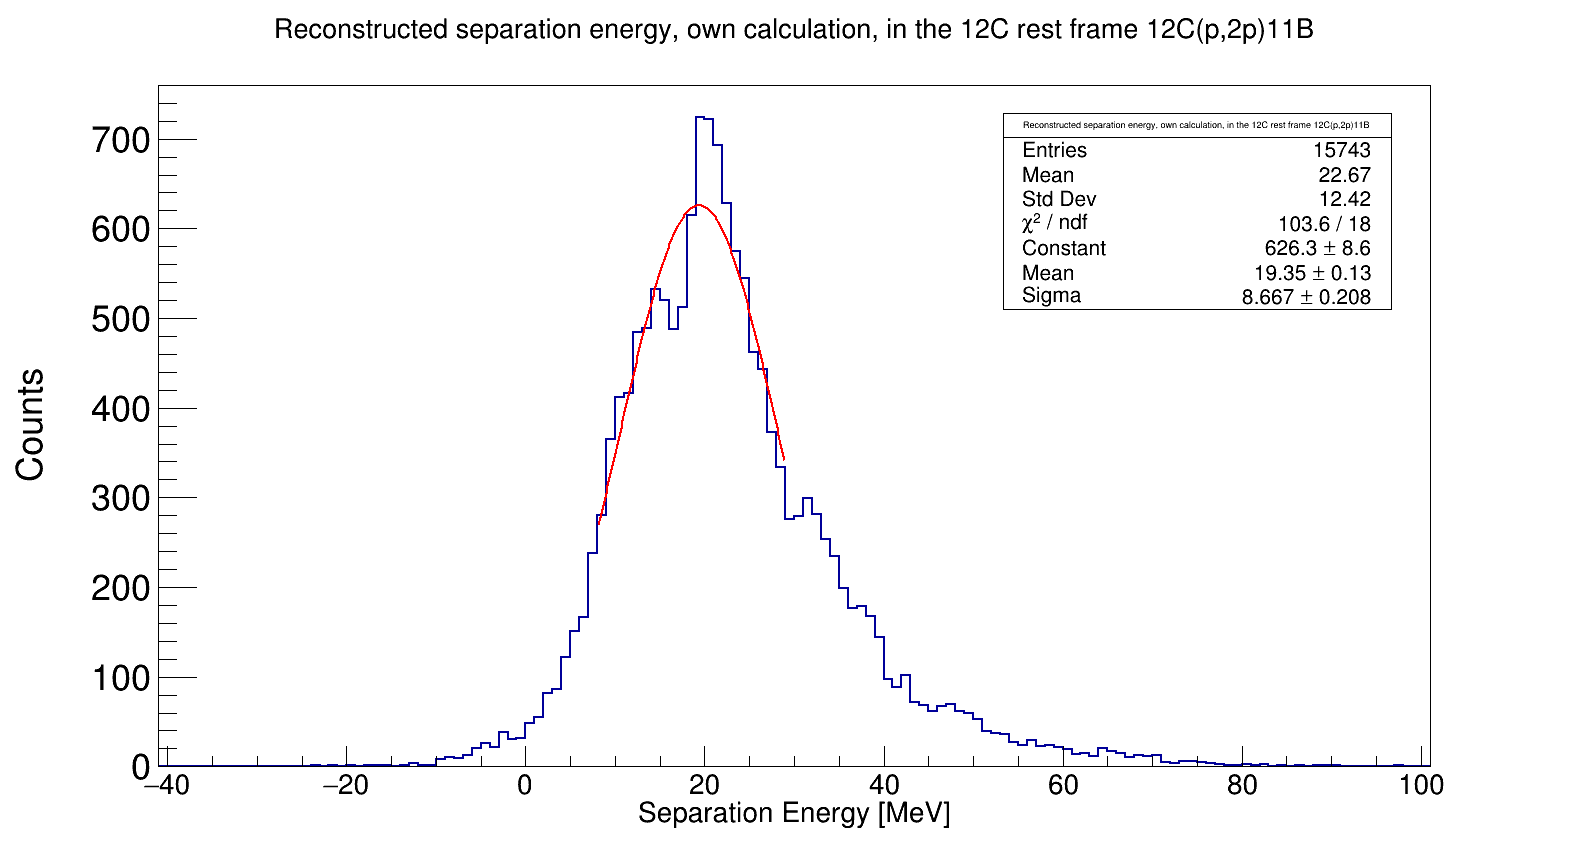 Reconstructed separation energy, own calculation, in the 12C rest frame 12C(p,2p)11B
Reconstructed separation energy, own calculation, in the 12C rest frame 12C(p,2p)11B
Entries 15743
Mean 22.67
Std Dev 12.42
χ² / ndf 103.6 / 18
Constant 626.3 ± 8.6
Mean 19.35 ± 0.13
Sigma 8.667 ± 0.208
Counts
700
600
500
400
300
200
100
0
−40 −20 0 20 40 60 80 100
Separation Energy [MeV]